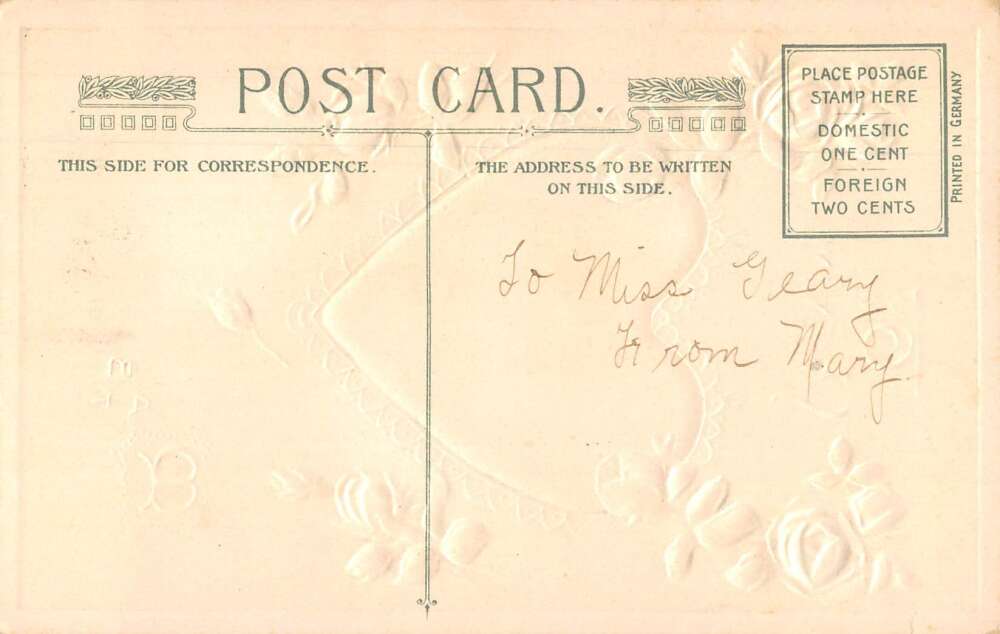 POST CARD.
THIS SIDE FOR CORRESPONDENCE.
THE ADDRESS TO BE WRITTEN
ON THIS SIDE.
PLACE POSTAGE
STAMP HERE
DOMESTIC
ONE CENT
FOREIGN
TWO CENTS
PRINTED IN GERMANY
To Miss Geary
From Mary